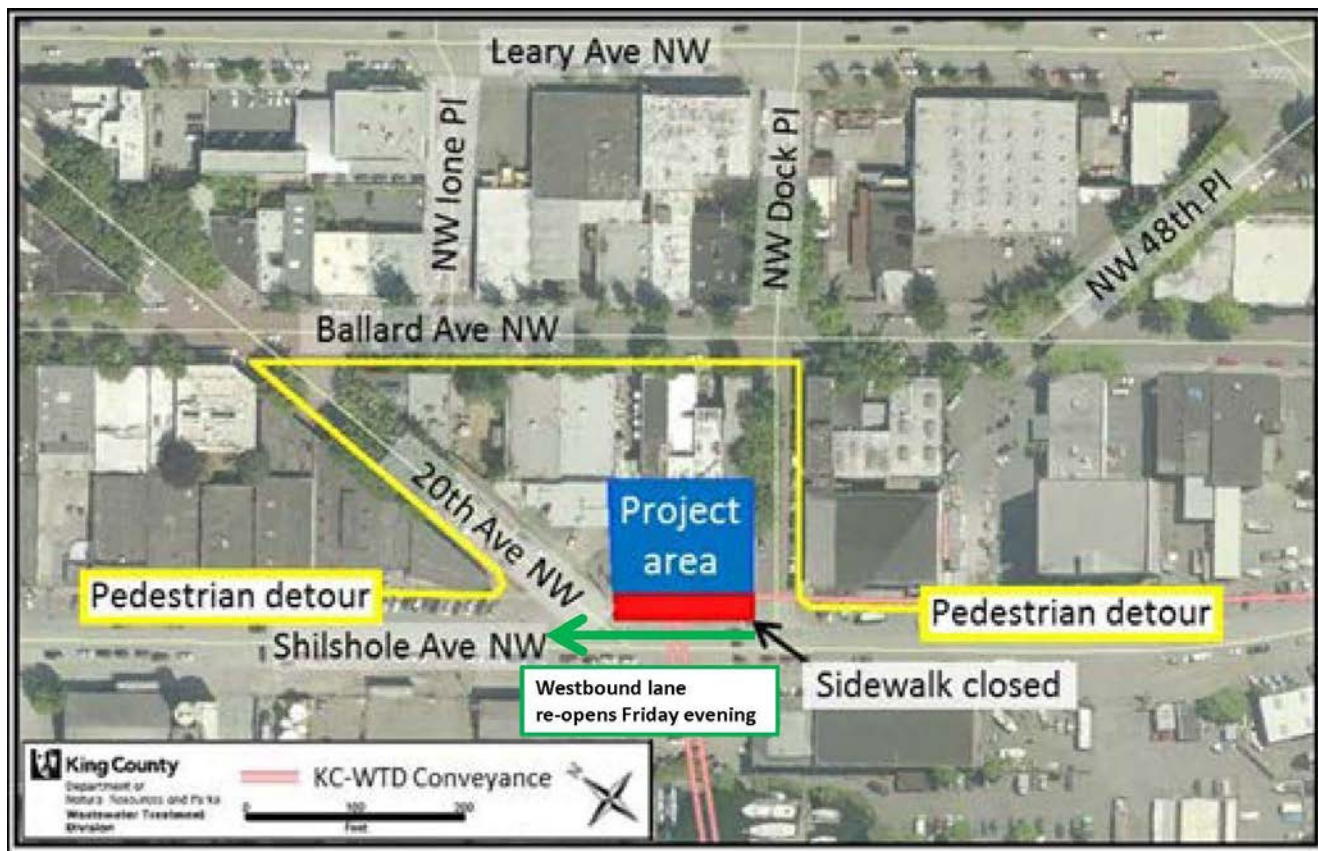 Leary Ave NW
NW Ione Pl
NW Dock Pl
NW 48th Pl
Ballard Ave NW
20th Ave NW
Project
area
Pedestrian detour
Pedestrian detour
Shilshole Ave NW
Sidewalk closed
Westbound lane
re-opens Friday evening
King County
Department of
Natural Resources and Parks
Wastewater Treatment
Division
KC-WTD Conveyance
0 100 200
Feet
N